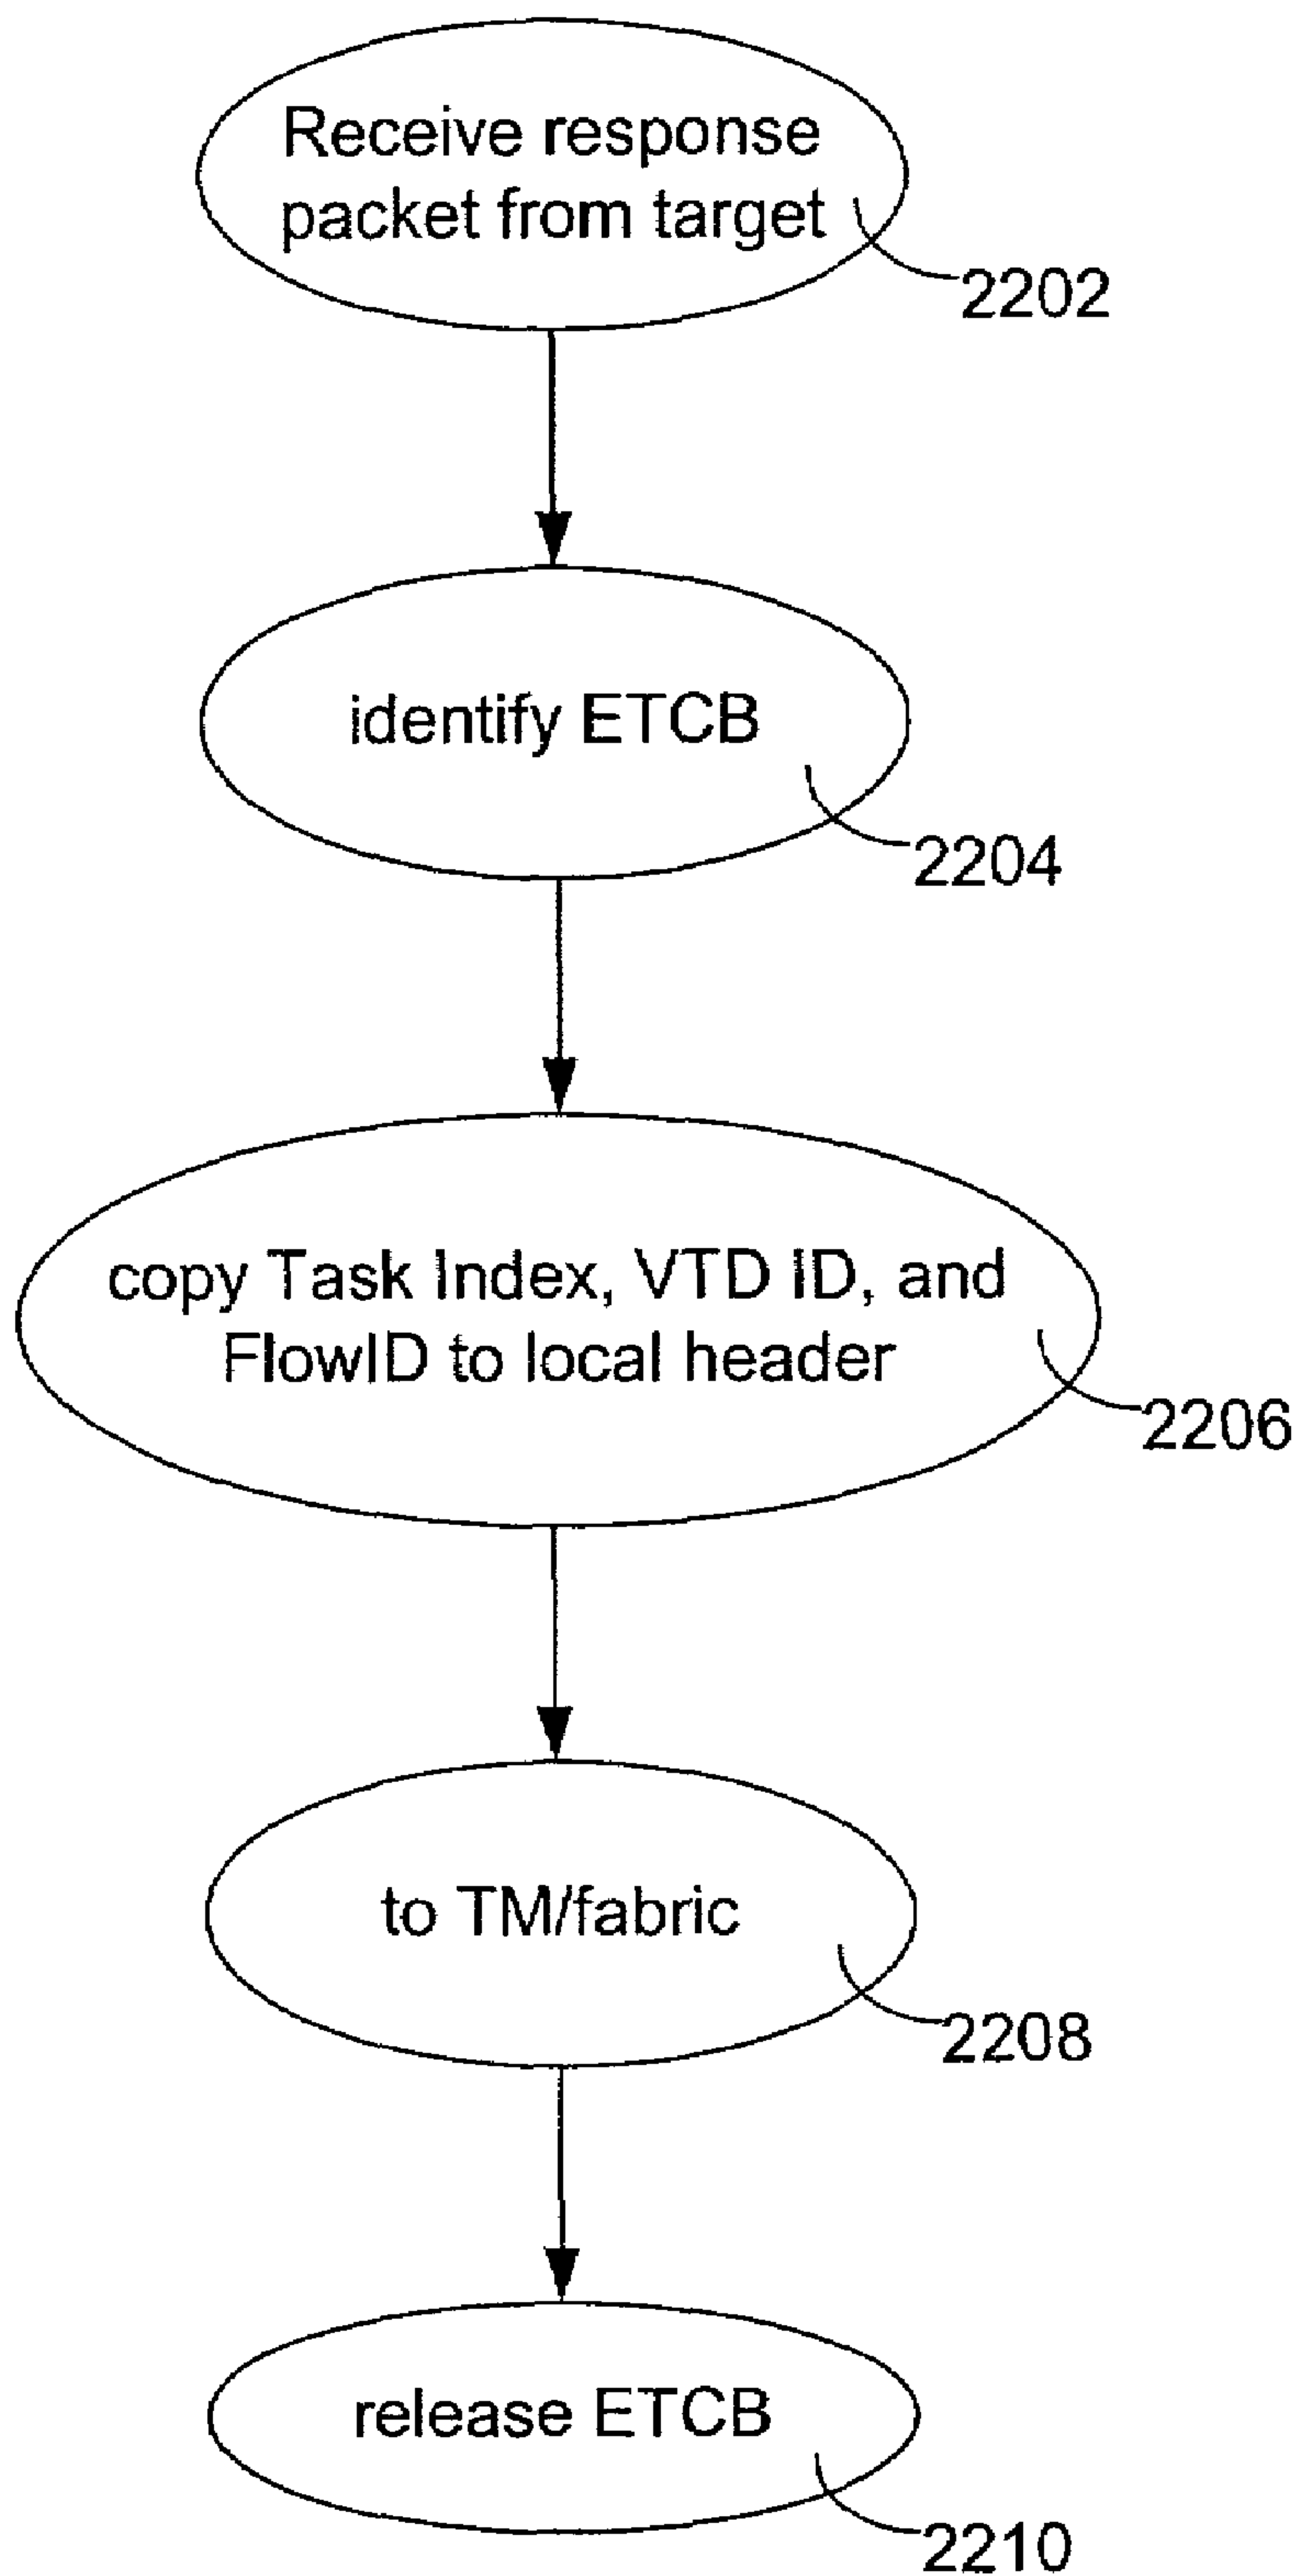 Receive response
packet from target
2202
identify ETCB
2204
copy Task Index, VTD ID, and
FlowID to local header
2206
to TM/fabric
2208
release ETCB
2210